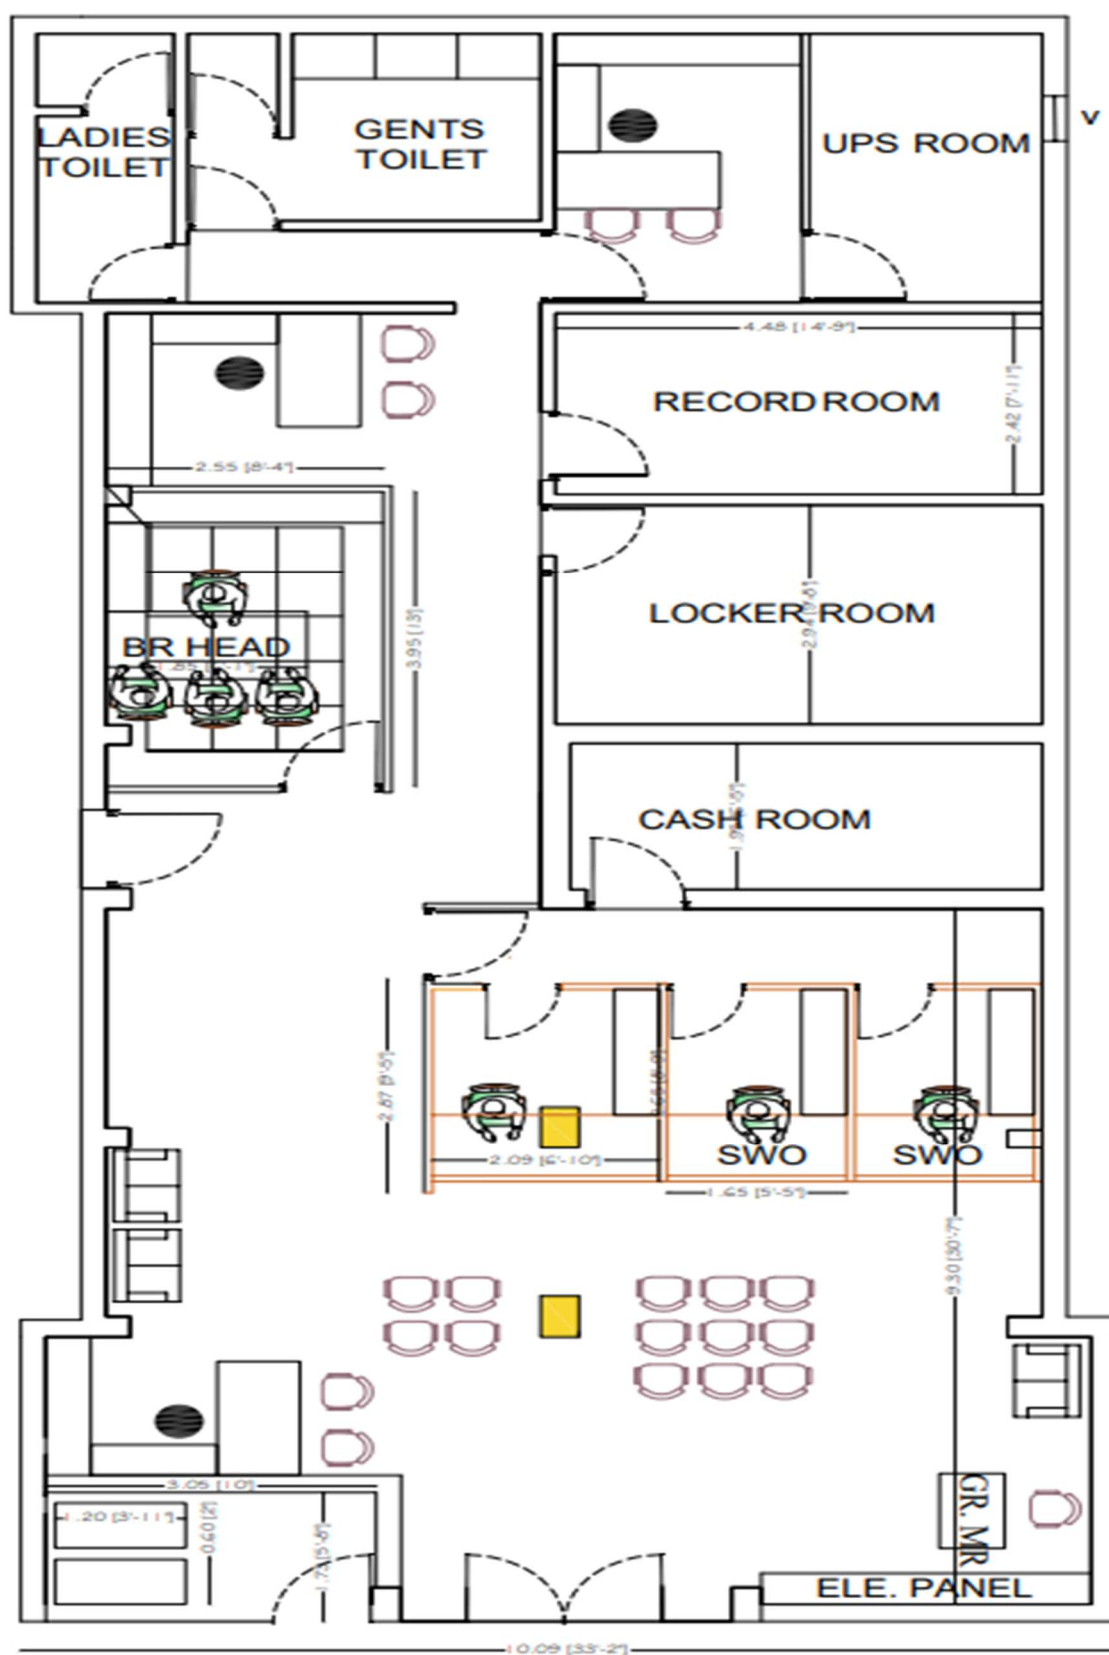 LADIES
TOILET
GENTS
TOILET
UPS ROOM
V
4.48 [14'-9"]
RECORD ROOM
2.42 [7'-11"]
2.55 [8'-4"]
LOCKER ROOM
3.95 [13']
BR HEAD
CASH ROOM
2.87 [9'-5"]
2.09 [6'-10"]
SWO
SWO
1.65 [5'-5"]
9.30 [30'-7"]
3.05 [10']
1.20 [3'-11"]
0.60 [2']
GR. MR
ELE. PANEL
10.09 [33'-2"]